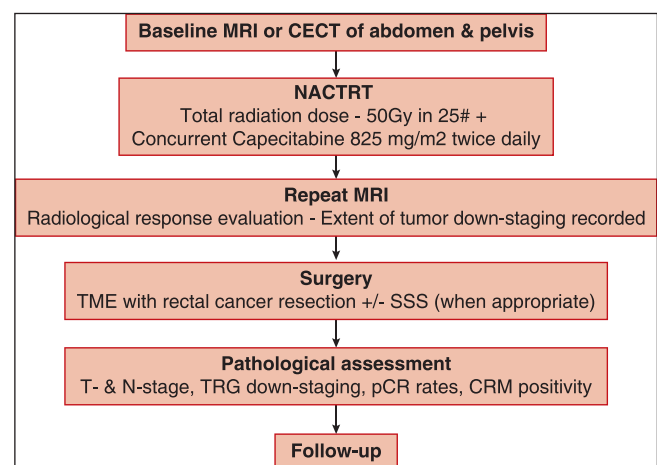 Baseline MRI or CECT of abdomen & pelvis
NACTRT
Total radiation dose - 50Gy in 25# +
Concurrent Capecitabine 825 mg/m2 twice daily
Repeat MRI
Radiological response evaluation - Extent of tumor down-staging recorded
Surgery
TME with rectal cancer resection +/- SSS (when appropriate)
Pathological assessment
T- & N-stage, TRG down-staging, pCR rates, CRM positivity
Follow-up